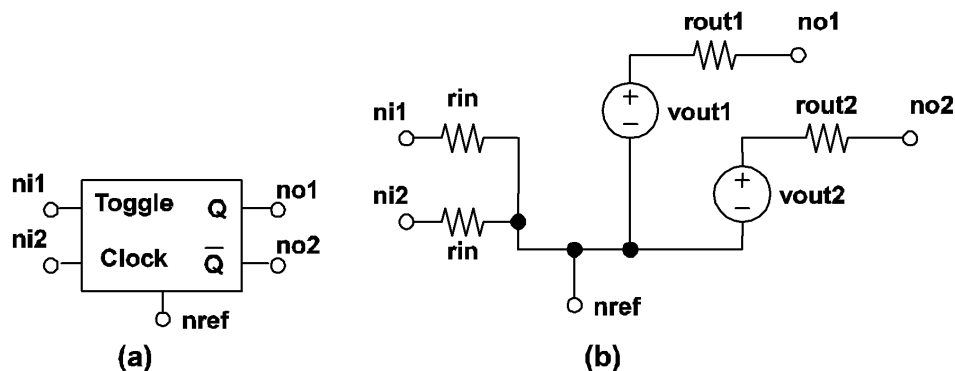 ni1
ni2
Toggle
Clock
Q
Q̅
no1
no2
nref
(a)
ni1
rin
ni2
rin
nref
vout1
rout1
no1
vout2
rout2
no2
(b)